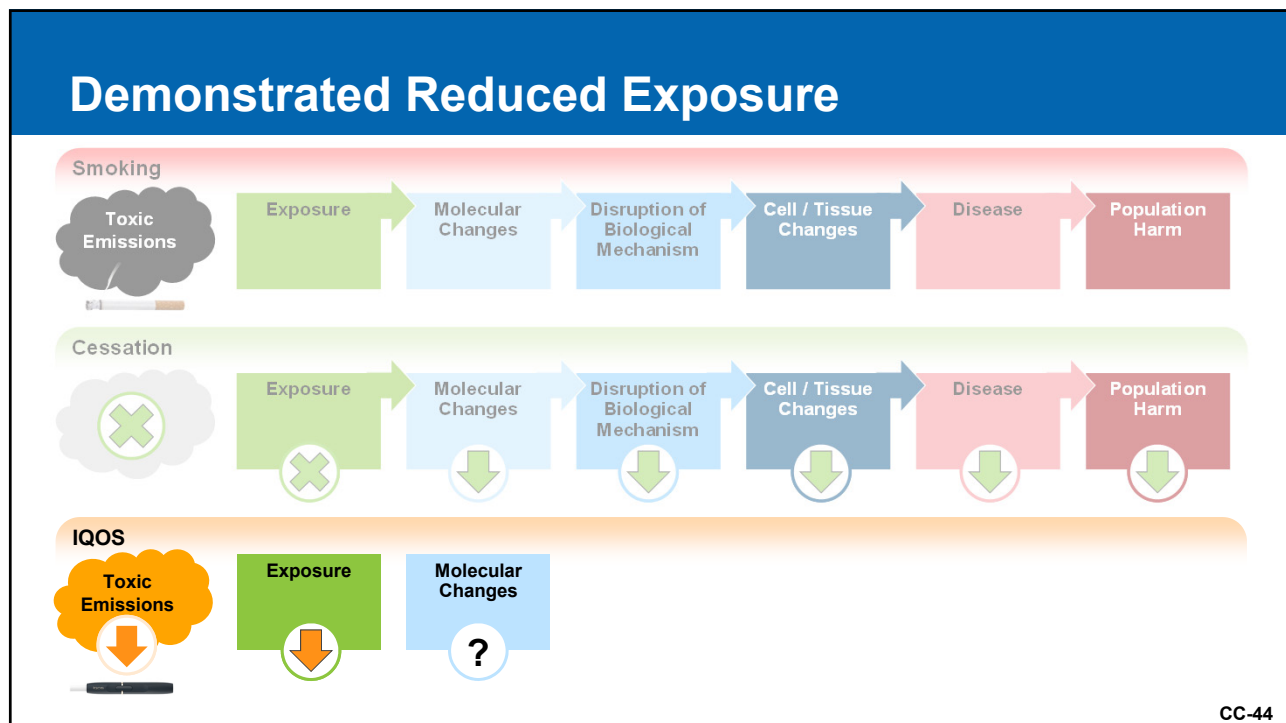 Demonstrated Reduced Exposure
Smoking
Toxic
Emissions
Exposure
Molecular
Changes
Disruption of
Biological
Mechanism
Cell / Tissue
Changes
Disease
Population
Harm
Cessation
Exposure
Molecular
Changes
Disruption of
Biological
Mechanism
Cell / Tissue
Changes
Disease
Population
Harm
IQOS
Toxic
Emissions
Exposure
Molecular
Changes
?
CC-44